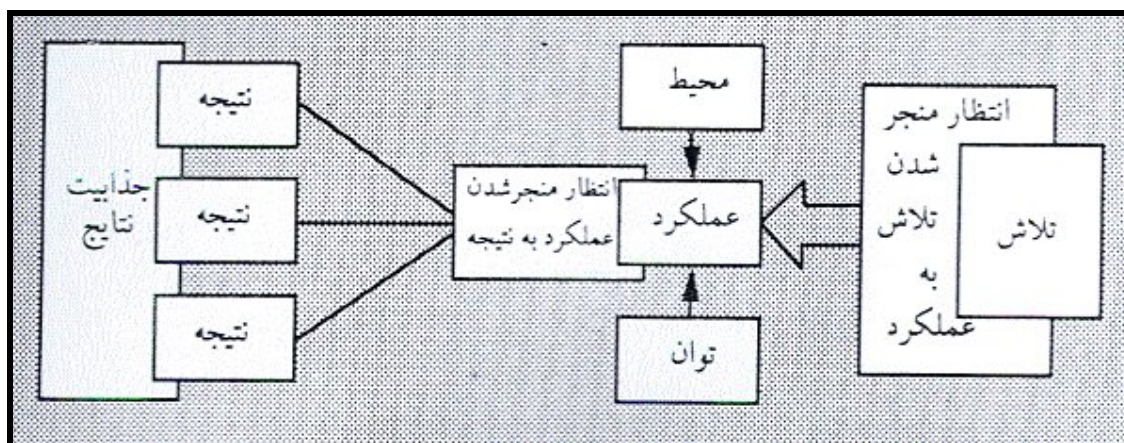 تلاش
انتظار منجر
شدن
تلاش
به
عملکرد
محیط
عملکرد
توان
انتظار منجرشدن
عملکرد به نتیجه
نتیجه
نتیجه
نتیجه
جذابیت
نتایج